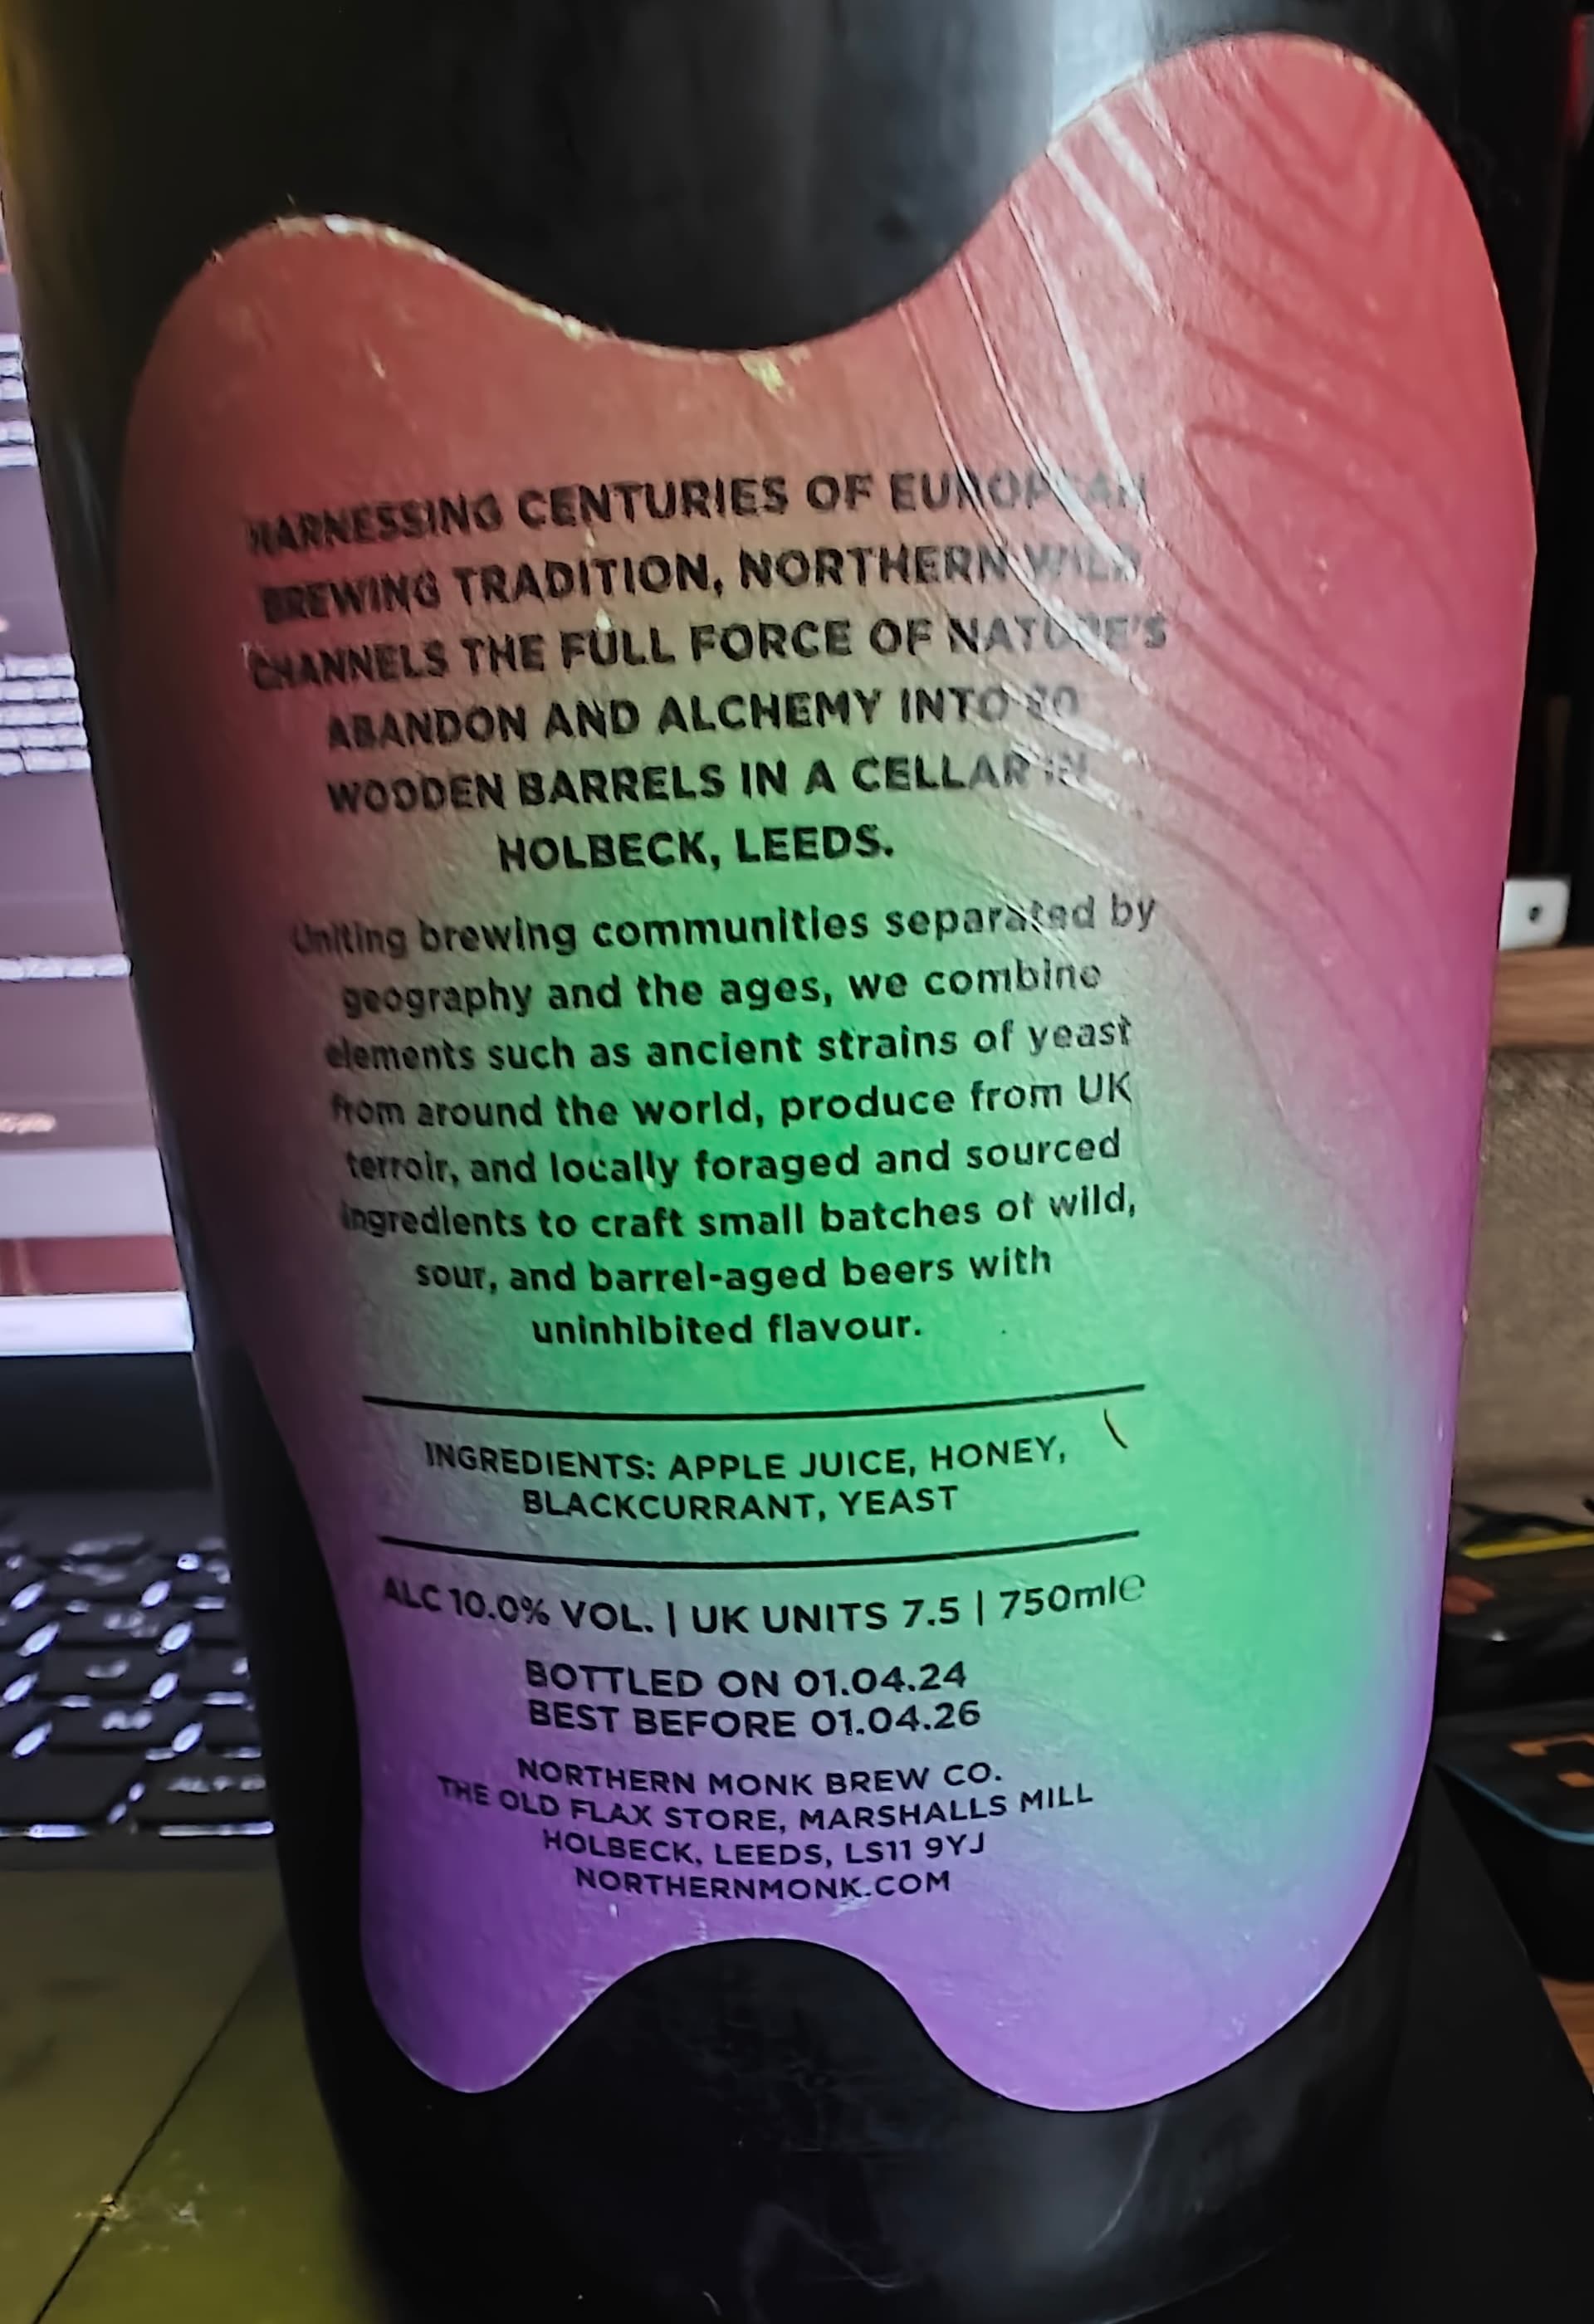 HARNESSING CENTURIES OF EUROPEAN
BREWING TRADITION, NORTHERN WILD
CHANNELS THE FULL FORCE OF NATURE'S
ABANDON AND ALCHEMY INTO
WOODEN BARRELS IN A CELLAR IN
HOLBECK, LEEDS.
Uniting brewing communities separated by
geography and the ages, we combine
elements such as ancient strains of yeast
from around the world, produce from UK
terroir, and locally foraged and sourced
ingredients to craft small batches of wild,
sour, and barrel-aged beers with
uninhibited flavour.
INGREDIENTS: APPLE JUICE, HONEY,
BLACKCURRANT, YEAST
ALC 10.0% VOL. | UK UNITS 7.5 | 750ml℮
BOTTLED ON 01.04.24
BEST BEFORE 01.04.26
NORTHERN MONK BREW CO.
THE OLD FLAX STORE, MARSHALLS MILL
HOLBECK, LEEDS, LS11 9YJ
NORTHERNMONK.COM